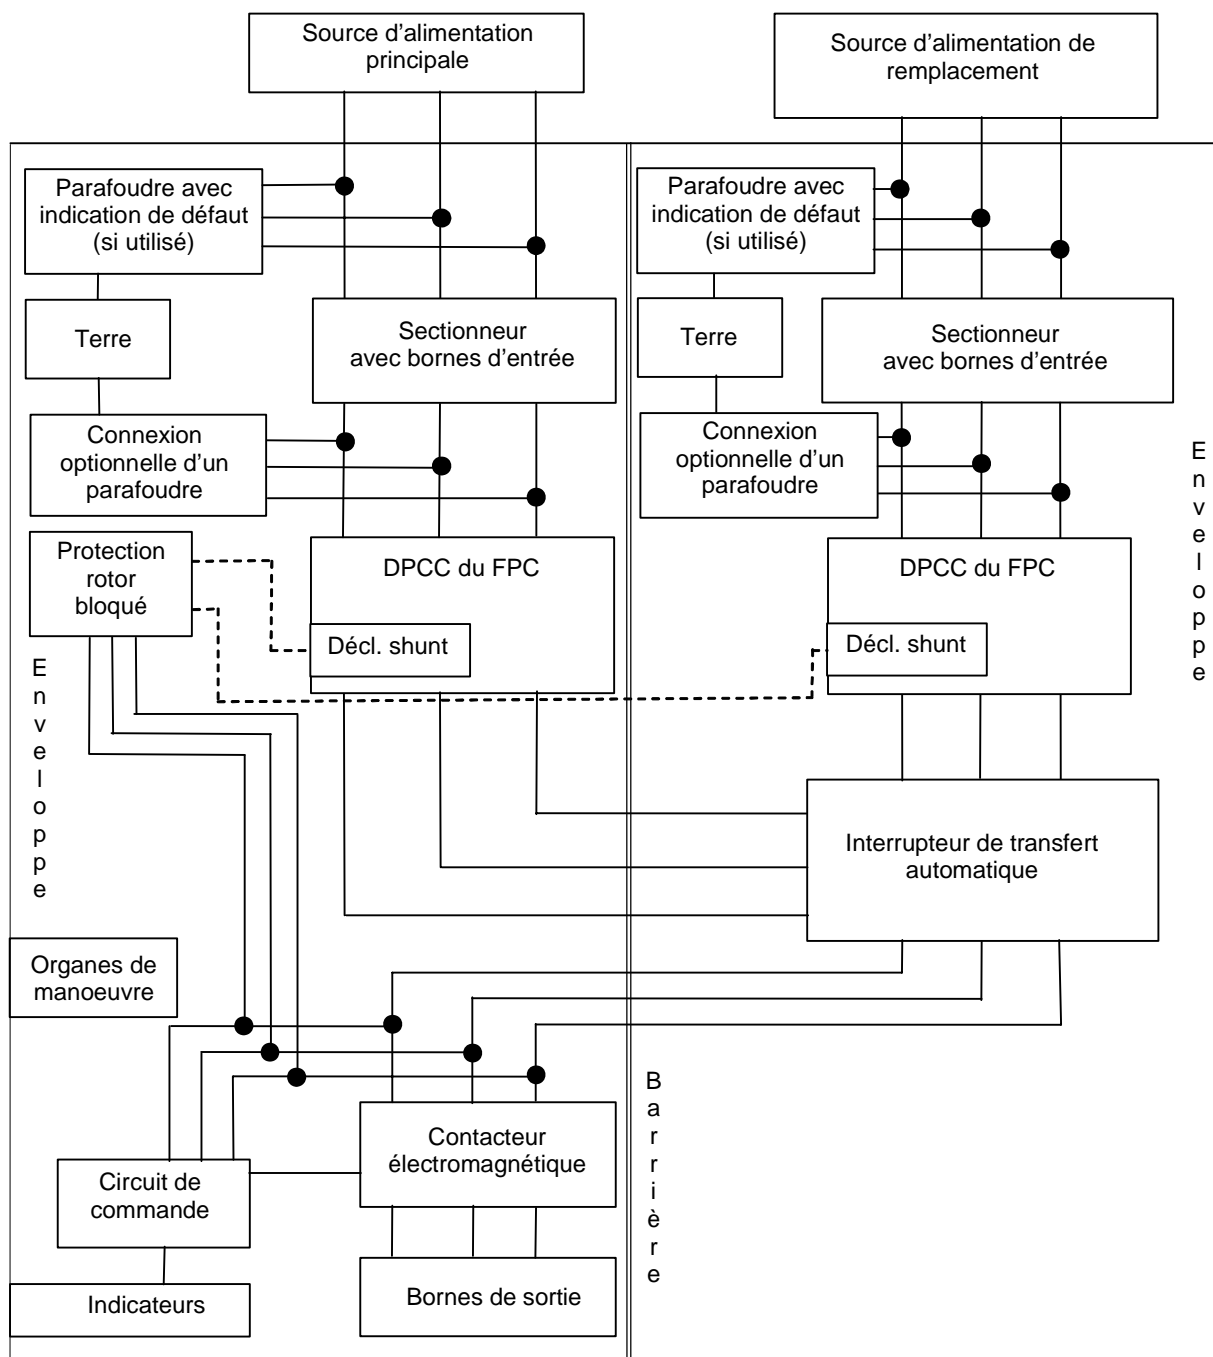 Source d'alimentation
principale
Source d'alimentation de
remplacement
Parafoudre avec
indication de défaut
(si utilisé)
Parafoudre avec
indication de défaut
(si utilisé)
Terre
Sectionneur
avec bornes d'entrée
Terre
Sectionneur
avec bornes d'entrée
Connexion
optionnelle d'un
parafoudre
Connexion
optionnelle d'un
parafoudre
Enveloppe
Protection
rotor
bloqué
DPCC du FPC
Décl. shunt
DPCC du FPC
Décl. shunt
Enveloppe
Interrupteur de transfert
automatique
Organes de
manoeuvre
Barrière
Contacteur
électromagnétique
Circuit de
commande
Indicateurs
Bornes de sortie